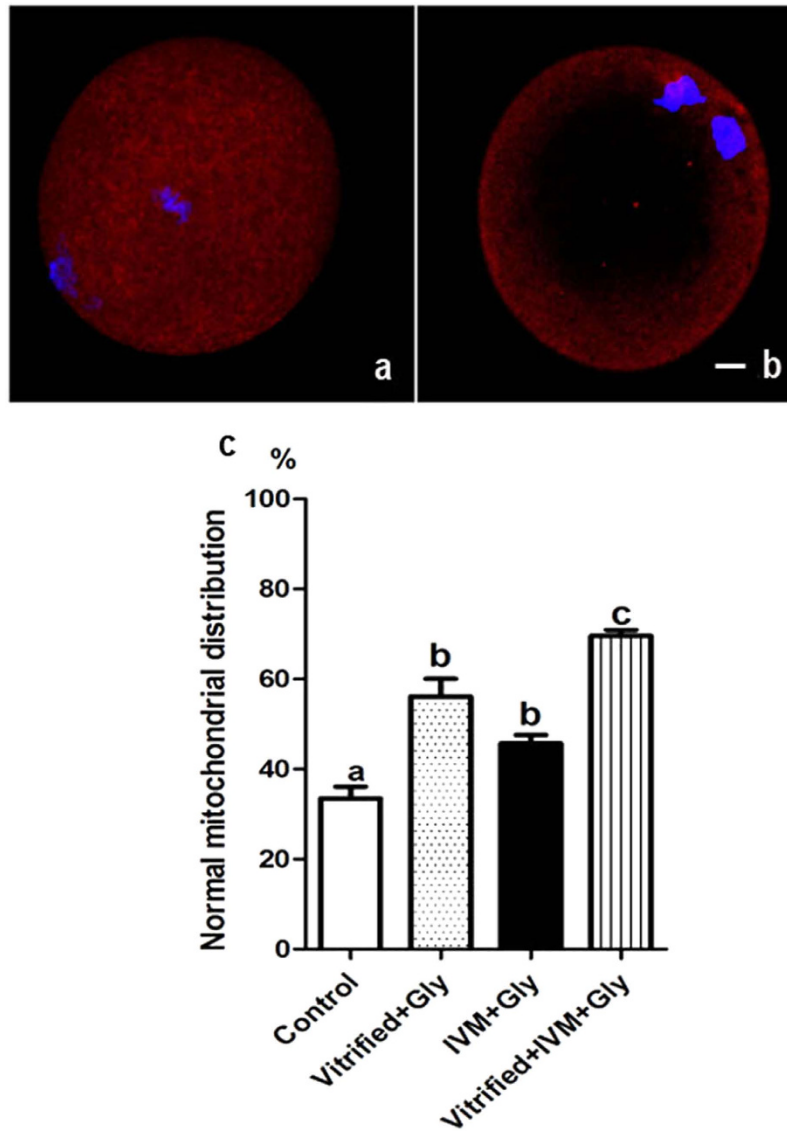 a
b
c
%
Normal mitochondrial distribution
100
80
60
40
20
0
a
b
b
c
Control
Vitrified+Gly
IVM+Gly
Vitrified+IVM+Gly